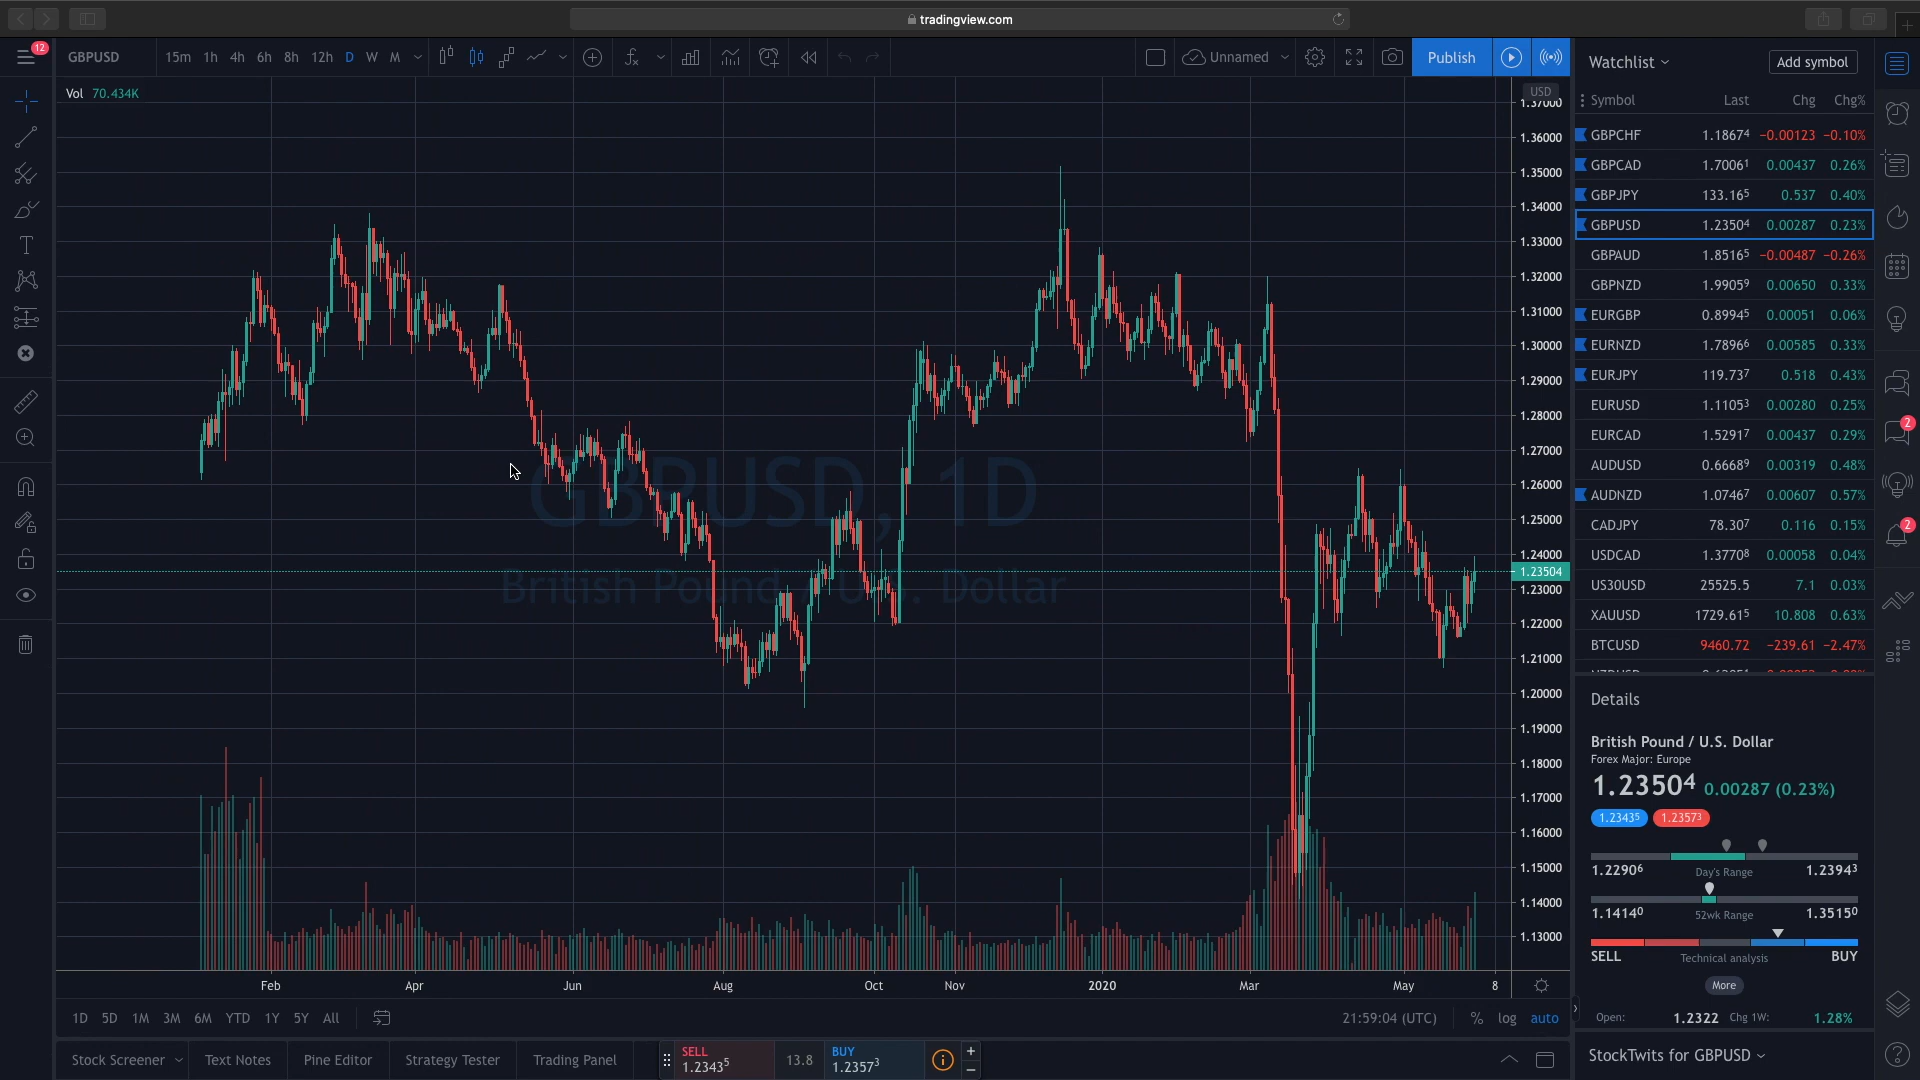 tradingview.com
12
GBPUSD 15m 1h 4h 6h 8h 12h D W M Unnamed Publish
Vol 70.434K
USD
1.37000
1.36000
1.35000
1.34000
1.33000
1.32000
1.31000
1.30000
1.29000
1.28000
1.27000
1.26000
1.25000
1.24000
1.23504
1.23000
1.22000
1.21000
1.20000
1.19000
1.18000
1.17000
1.16000
1.15000
1.14000
1.13000
GBPUSD, 1D
British Pound / U.S. Dollar
Feb Apr Jun Aug Oct Nov 2020 Mar May 8
1D 5D 1M 3M 6M YTD 1Y 5Y All 21:59:04 (UTC) % log auto
Stock Screener Text Notes Pine Editor Strategy Tester Trading Panel
SELL
1.23435
13.8
BUY
1.23573
Watchlist Add symbol
Symbol Last Chg Chg%
GBPCHF 1.18674 −0.00123 −0.10%
GBPCAD 1.70061 0.00437 0.26%
GBPJPY 133.165 0.537 0.40%
GBPUSD 1.23504 0.00287 0.23%
GBPAUD 1.85165 −0.00487 −0.26%
GBPNZD 1.99059 0.00650 0.33%
EURGBP 0.89945 0.00051 0.06%
EURNZD 1.78966 0.00585 0.33%
EURJPY 119.737 0.518 0.43%
EURUSD 1.11053 0.00280 0.25%
EURCAD 1.52917 0.00437 0.29%
AUDUSD 0.66689 0.00319 0.48%
AUDNZD 1.07467 0.00607 0.57%
CADJPY 78.307 0.116 0.15%
USDCAD 1.37708 0.00058 0.04%
US30USD 25525.5 7.1 0.03%
XAUUSD 1729.615 10.808 0.63%
BTCUSD 9460.72 −239.61 −2.47%
Details
British Pound / U.S. Dollar
Forex Major: Europe
1.23504 0.00287 (0.23%)
1.23435 1.23573
1.22906 Day's Range 1.23943
1.14140 52wk Range 1.35150
SELL Technical analysis BUY
More
Open: 1.2322 Chg 1W: 1.28%
StockTwits for GBPUSD
2
2